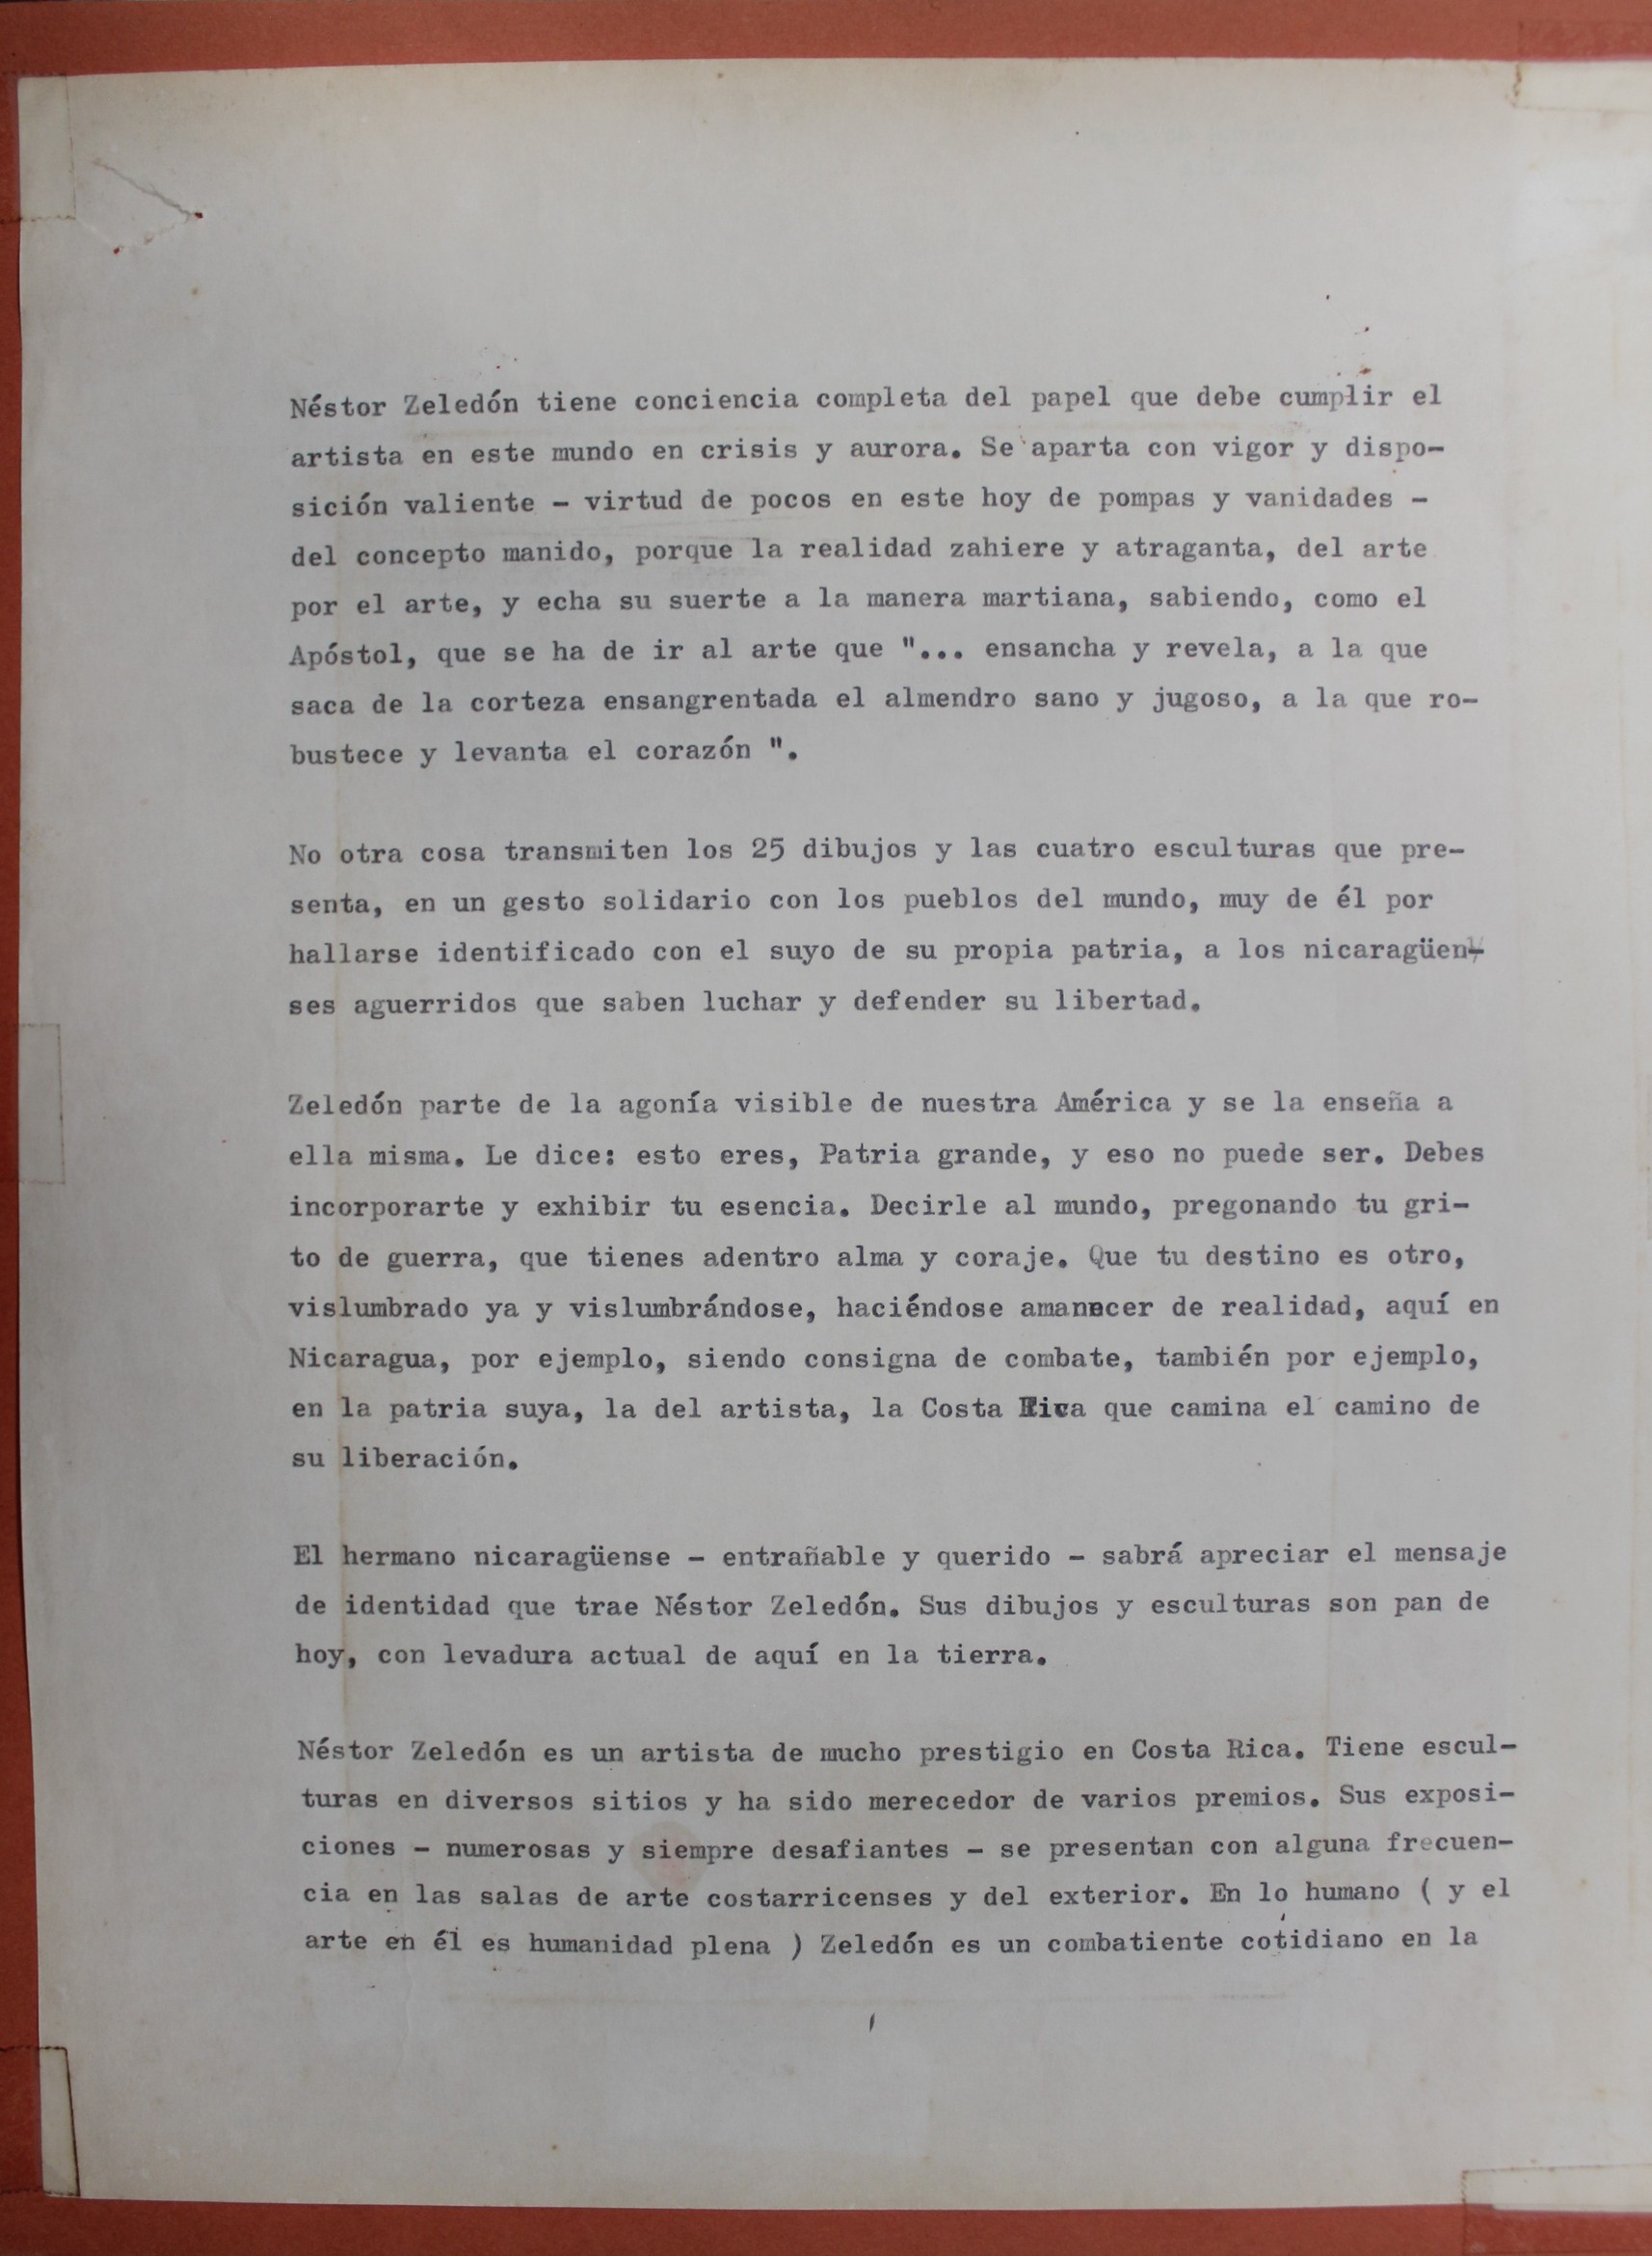 Néstor Zeledón tiene conciencia completa del papel que debe cumplir el
artista en este mundo en crisis y aurora. Se aparta con vigor y dispo-
sición valiente - virtud de pocos en este hoy de pompas y vanidades -
del concepto manido, porque la realidad zahiere y atraganta, del arte
por el arte, y echa su suerte a la manera martiana, sabiendo, como el
Apóstol, que se ha de ir al arte que "... ensancha y revela, a la que
saca de la corteza ensangrentada el almendro sano y jugoso, a la que ro-
bustece y levanta el corazón ".
No otra cosa transmiten los 25 dibujos y las cuatro esculturas que pre-
senta, en un gesto solidario con los pueblos del mundo, muy de él por
hallarse identificado con el suyo de su propia patria, a los nicaragüen-
ses aguerridos que saben luchar y defender su libertad.
Zeledón parte de la agonía visible de nuestra América y se la enseña a
ella misma. Le dice: esto eres, Patria grande, y eso no puede ser. Debes
incorporarte y exhibir tu esencia. Decirle al mundo, pregonando tu gri-
to de guerra, que tienes adentro alma y coraje. Que tu destino es otro,
vislumbrado ya y vislumbrándose, haciéndose amanecer de realidad, aquí en
Nicaragua, por ejemplo, siendo consigna de combate, también por ejemplo,
en la patria suya, la del artista, la Costa Rica que camina el camino de
su liberación.
El hermano nicaragüense - entrañable y querido - sabrá apreciar el mensaje
de identidad que trae Néstor Zeledón. Sus dibujos y esculturas son pan de
hoy, con levadura actual de aquí en la tierra.
Néstor Zeledón es un artista de mucho prestigio en Costa Rica. Tiene escul-
turas en diversos sitios y ha sido merecedor de varios premios. Sus exposi-
ciones - numerosas y siempre desafiantes - se presentan con alguna frecuen-
cia en las salas de arte costarricenses y del exterior. En lo humano ( y el
arte en él es humanidad plena ) Zeledón es un combatiente cotidiano en la